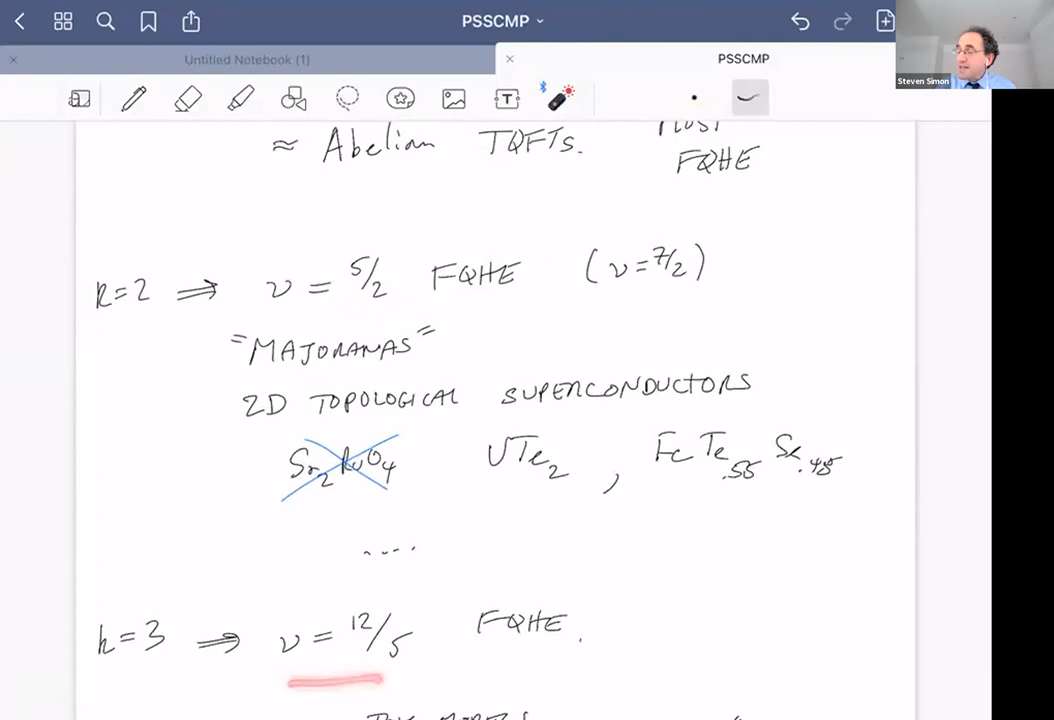 PSSCMP
Untitled Notebook (1)
PSSCMP
Steven Simon
T
≈ Abelian TQFTs. Most
FQHE
k=2 ⟹ ν = 5/2 FQHE (ν=7/2)
"MAJORANAS"
2D TOPOLOGICAL SUPERCONDUCTORS
Sr₂RuO₄ UTe₂ , FeTe.55 Se.45
....
k=3 ⟹ ν = 12/5 FQHE.